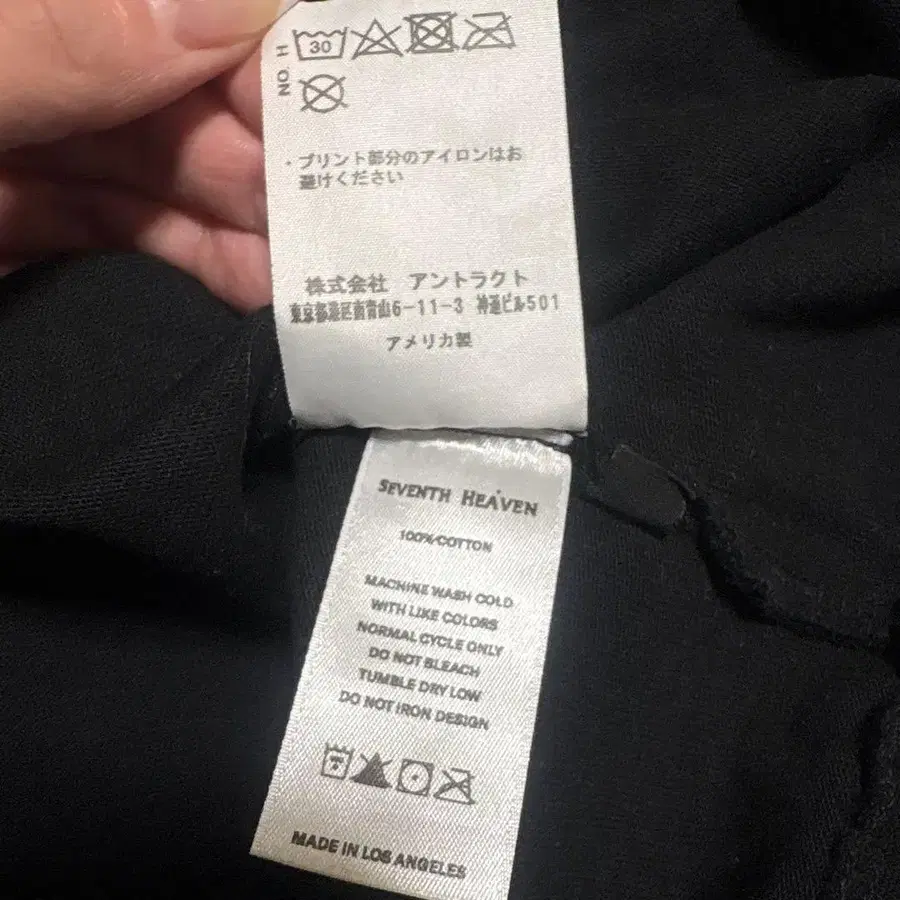 NO. H
30
・プリント部分のアイロンはお
避けください
株式会社 アントラクト
東京都港区南青山6-11-3 神通ビル501
アメリカ製
SEVENTH HEAVEN
100% COTTON
MACHINE WASH COLD
WITH LIKE COLORS
NORMAL CYCLE ONLY
DO NOT BLEACH
TUMBLE DRY LOW
DO NOT IRON DESIGN
MADE IN LOS ANGELES